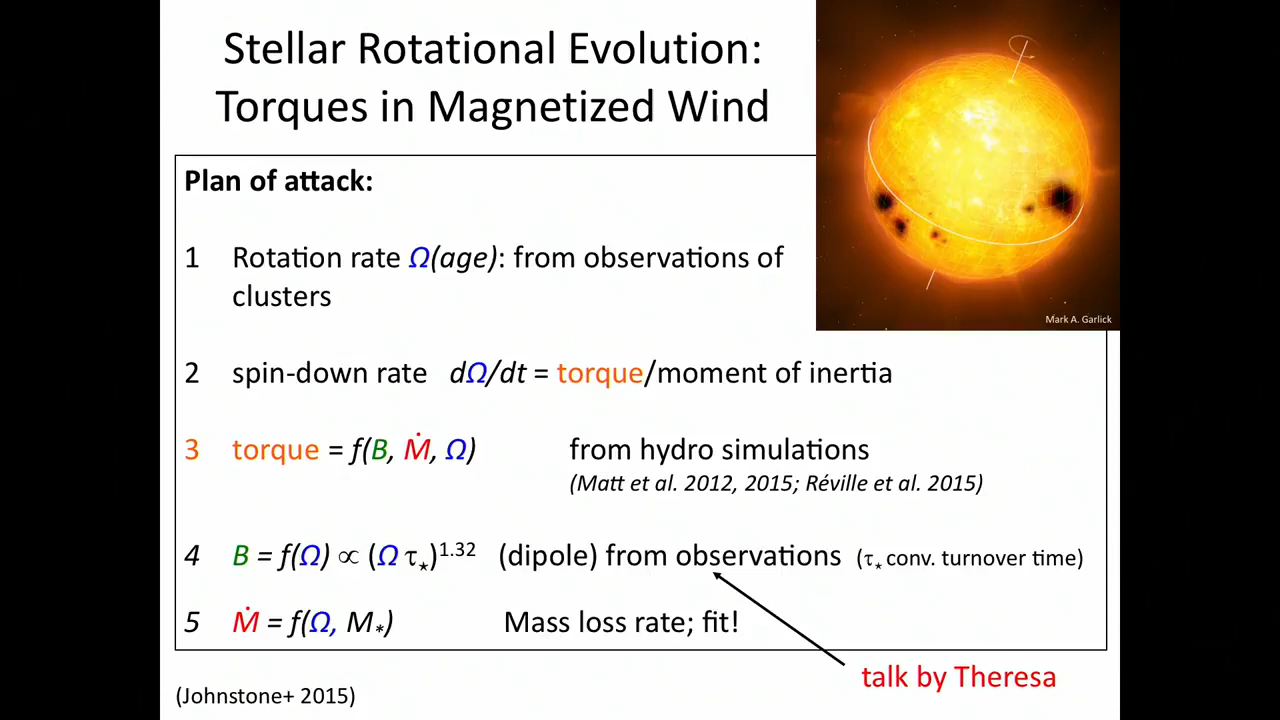 Stellar Rotational Evolution:
Torques in Magnetized Wind
Plan of attack:
1 Rotation rate Ω(age): from observations of
clusters
Mark A. Garlick
2 spin-down rate dΩ/dt = torque/moment of inertia
3 torque = f(B, Ṁ, Ω) from hydro simulations
(Matt et al. 2012, 2015; Réville et al. 2015)
4 B = f(Ω) ∝ (Ω τ⋆)^1.32 (dipole) from observations (τ⋆ conv. turnover time)
5 Ṁ = f(Ω, M*) Mass loss rate; fit!
talk by Theresa
(Johnstone+ 2015)